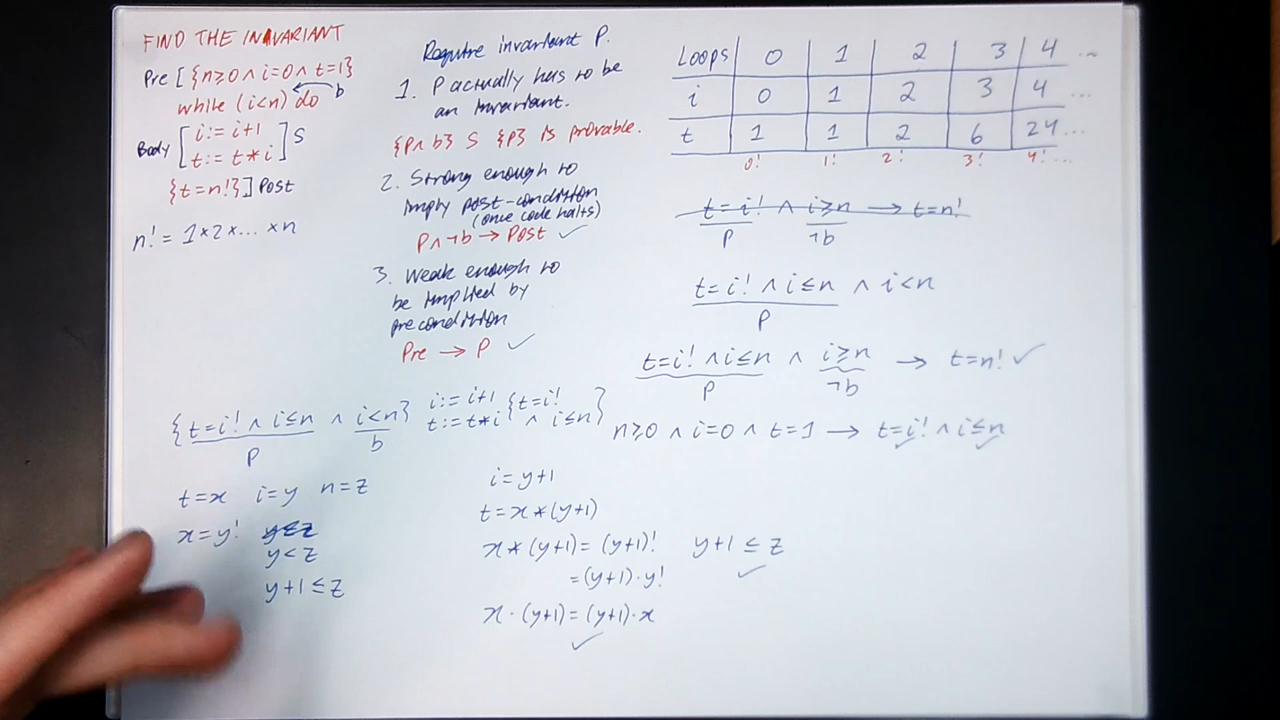 FIND THE INVARIANT
Pre [ {n≥0 ∧ i=0 ∧ t=1}
while (i<n) do b
Body [ i := i+1
t := t*i ] S
{t=n!} ] Post
n! = 1*2*... *n
Require invariant P.
1. P actually has to be
an invariant.
{P∧b} S {P} is provable.
2. Strong enough to
imply post-condition
(once code halts)
P∧¬b → Post ✓
3. Weak enough to
be implied by
precondition
Pre → P ✓
Loops 0 1 2 3 4 ...
i 0 1 2 3 4 ...
t 1 1 2 6 24 ...
0! 1! 2! 3! 4! ...
t=i! ∧ i≥n → t=n!
P ¬b
t=i! ∧ i≤n ∧ i<n
P
t=i! ∧ i≤n ∧ i≥n → t=n! ✓
P ¬b
n≥0 ∧ i=0 ∧ t=1 → t=i! ∧ i≤n
✓ ✓
{t=i! ∧ i≤n ∧ i<n} i:=i+1 {t=i!
t:=t*i ∧ i≤n}
P b
t=x i=y n=z
x=y! y≤z
y<z
y+1≤z
i=y+1
t=x*(y+1)
x*(y+1)=(y+1)! y+1≤z
=(y+1)·y! ✓
x·(y+1)=(y+1)·x
✓